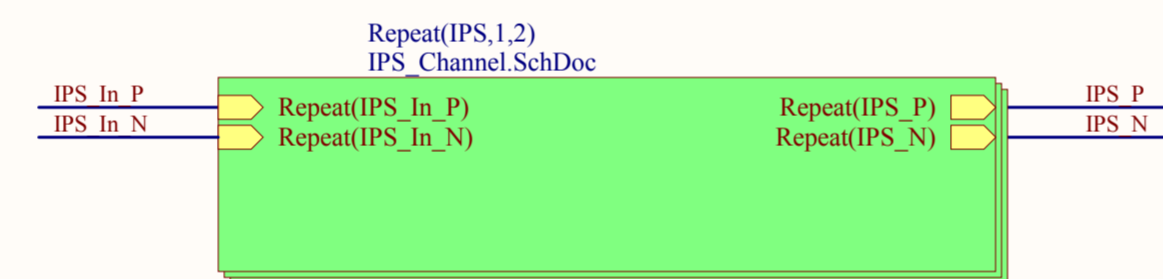 Repeat(IPS,1,2)
IPS_Channel.SchDoc
IPS_In_P
IPS_In_N
Repeat(IPS_In_P)
Repeat(IPS_In_N)
Repeat(IPS_P)
Repeat(IPS_N)
IPS_P
IPS_N